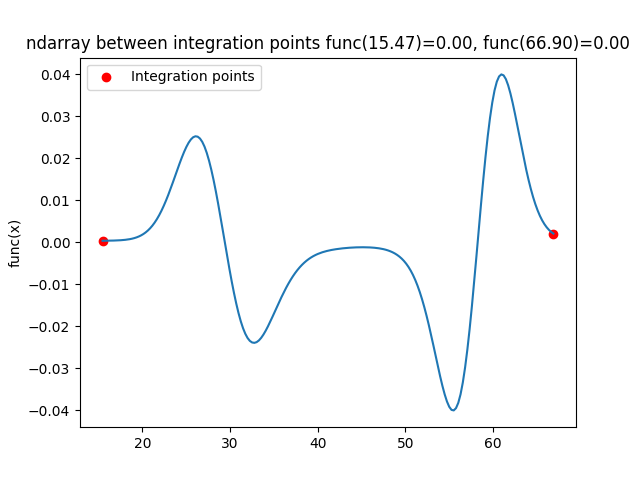 ndarray between integration points func(15.47)=0.00, func(66.90)=0.00
Integration points
func(x)
0.04
0.03
0.02
0.01
0.00
−0.01
−0.02
−0.03
−0.04
20 30 40 50 60